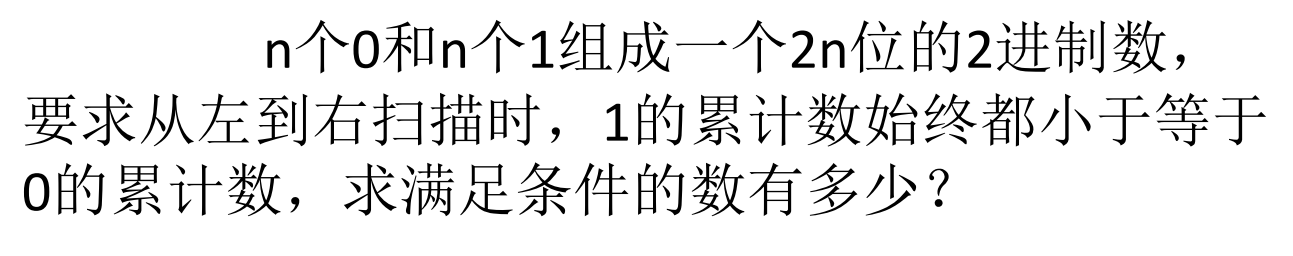 n个0和n个1组成一个2n位的2进制数，
要求从左到右扫描时，1的累计数始终都小于等于
0的累计数，求满足条件的数有多少？